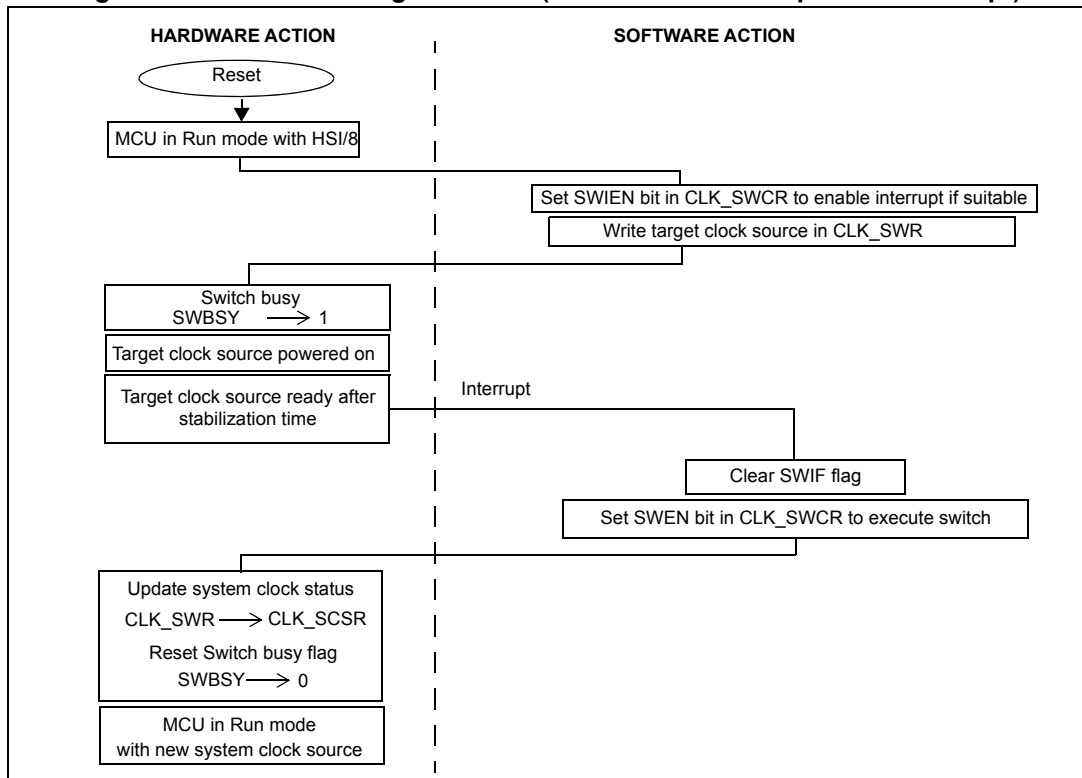 HARDWARE ACTION
SOFTWARE ACTION
Reset
MCU in Run mode with HSI/8
Set SWIEN bit in CLK_SWCR to enable interrupt if suitable
Write target clock source in CLK_SWR
Switch busy
SWBSY → 1
Target clock source powered on
Target clock source ready after
stabilization time
Interrupt
Clear SWIF flag
Set SWEN bit in CLK_SWCR to execute switch
Update system clock status
CLK_SWR → CLK_SCSR
Reset Switch busy flag
SWBSY → 0
MCU in Run mode
with new system clock source